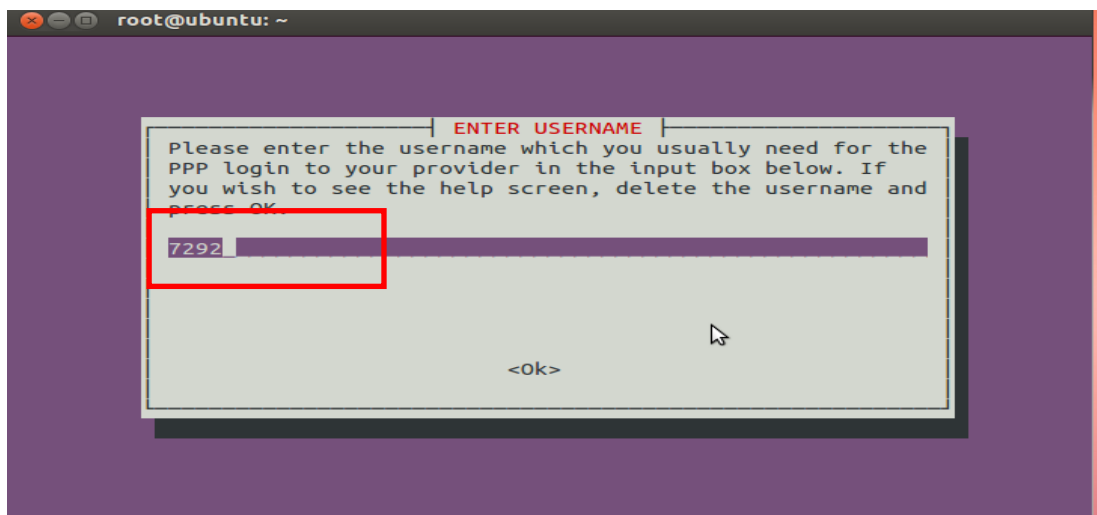 root@ubuntu: ~
ENTER USERNAME
Please enter the username which you usually need for the
PPP login to your provider in the input box below. If
you wish to see the help screen, delete the username and
press OK.
7292_
<Ok>